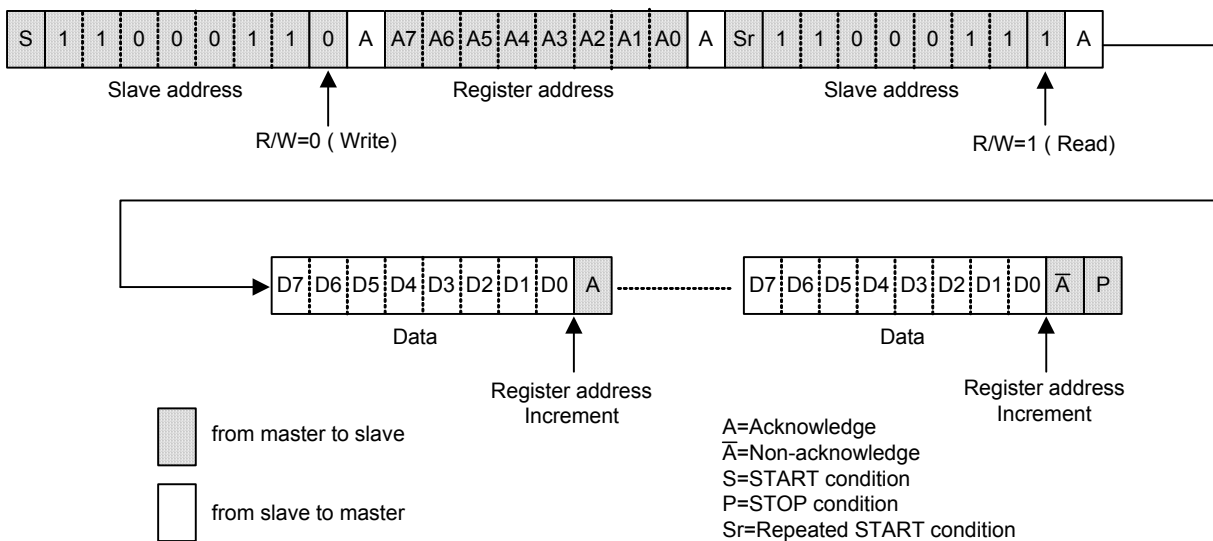 S 1 1 0 0 0 1 1 0 A A7 A6 A5 A4 A3 A2 A1 A0 A Sr 1 1 0 0 0 1 1 1 A
Slave address Register address Slave address
R/W=0 ( Write) R/W=1 ( Read)
D7 D6 D5 D4 D3 D2 D1 D0 A D7 D6 D5 D4 D3 D2 D1 D0 A̅ P
Data Data
Register address
Increment
Register address
Increment
from master to slave
from slave to master
A=Acknowledge
A̅=Non-acknowledge
S=START condition
P=STOP condition
Sr=Repeated START condition